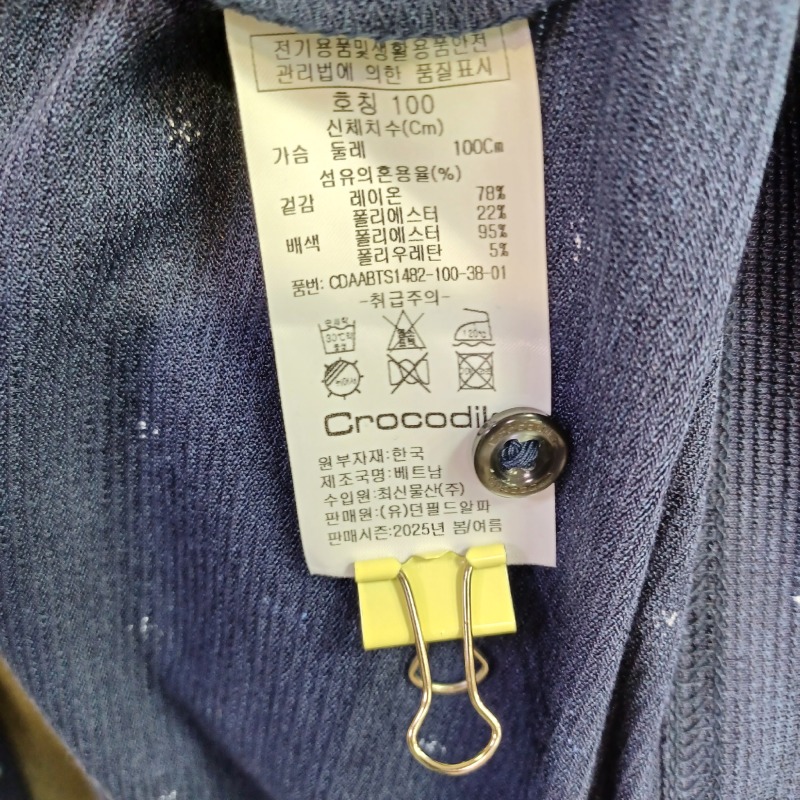 전기용품및생활용품안전
관리법에 의한 품질표시
호칭 100
신체치수(Cm)
가슴 둘레 100Cm
섬유의혼용율(%)
겉감 레이온 78%
폴리에스터 22%
배색 폴리에스터 95%
폴리우레탄 5%
품번: CDAABTS1482-100-38-01
-취급주의-
30℃
120℃
Crocodil
원부자재:한국
제조국명:베트남
수입원:최신물산(주)
판매원:(유)던필드알파
판매시즌:2025년 봄/여름